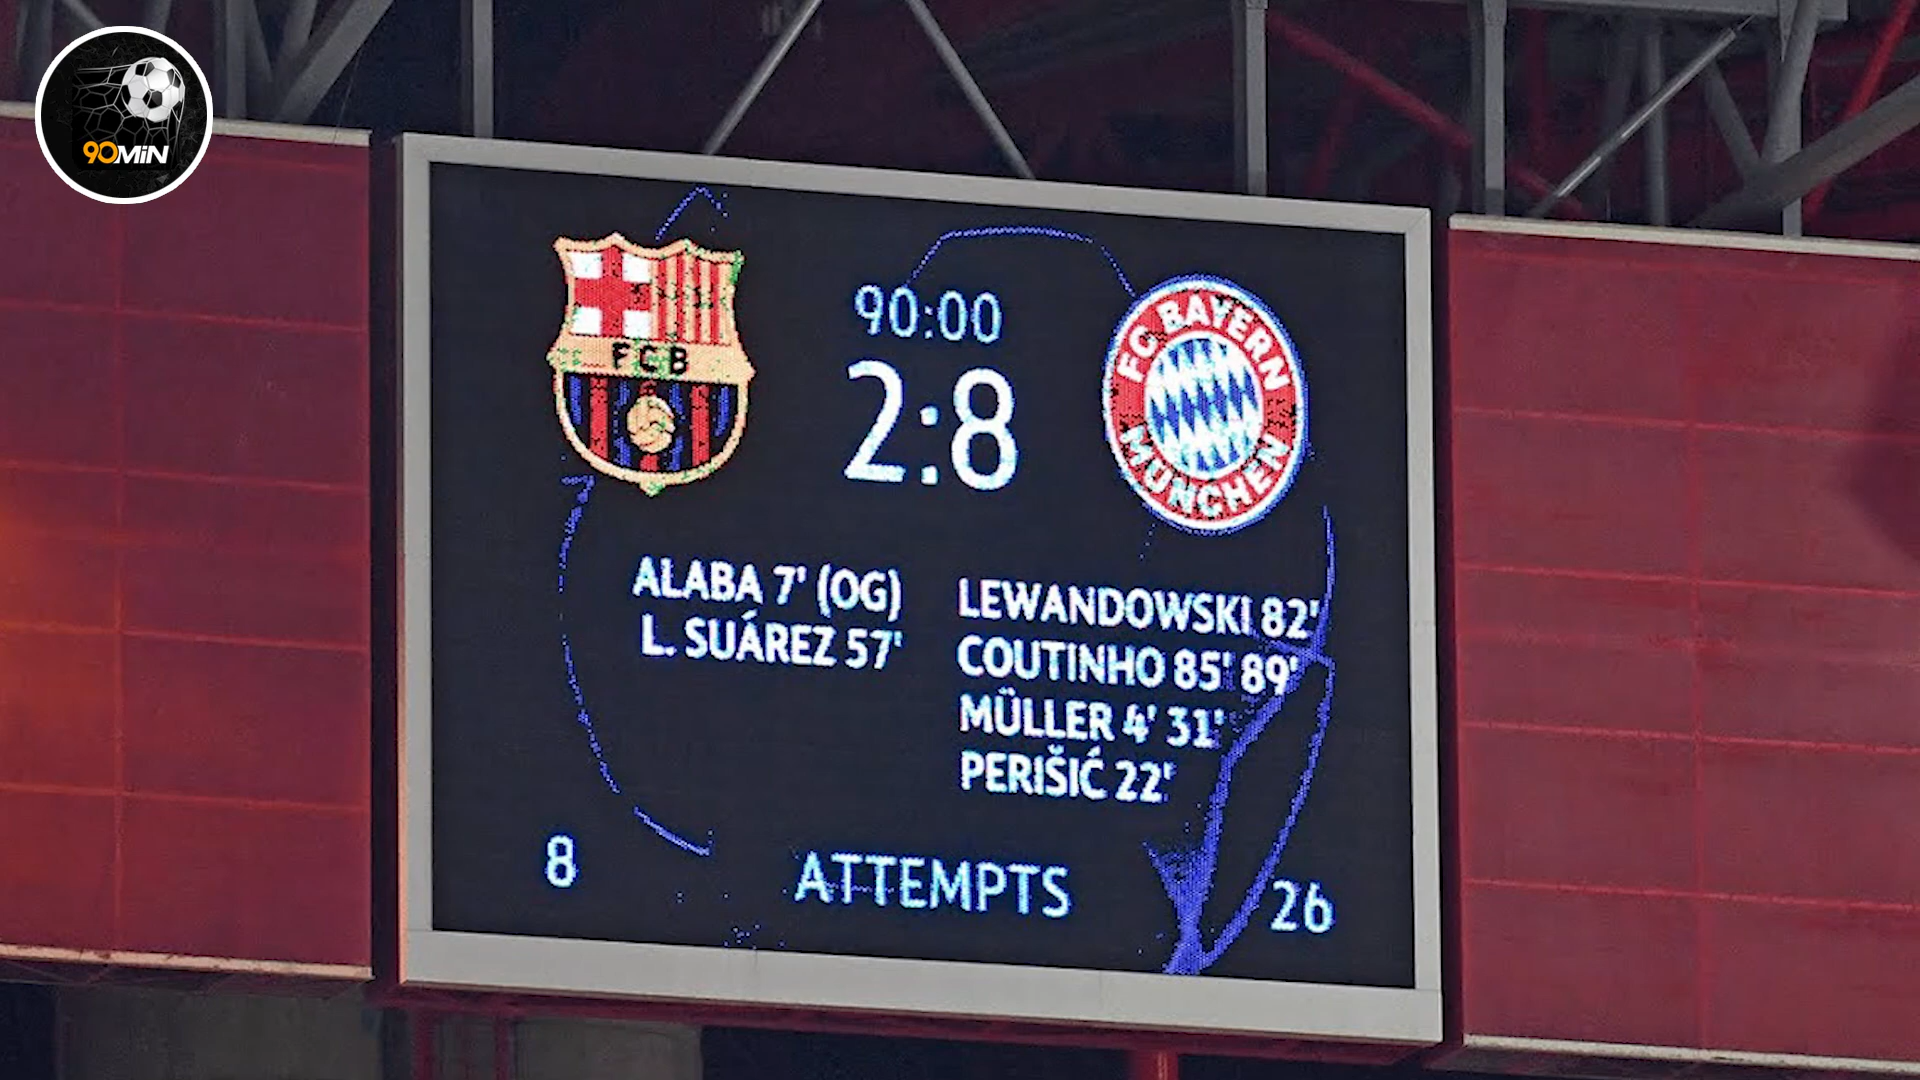 90MiN
90:00
2:8
FCB
FC BAYERN
MÜNCHEN
ALABA 7' (OG)
L. SUÁREZ 57'
LEWANDOWSKI 82'
COUTINHO 85' 89'
MÜLLER 4' 31'
PERIŠIĆ 22'
8 ATTEMPTS 26